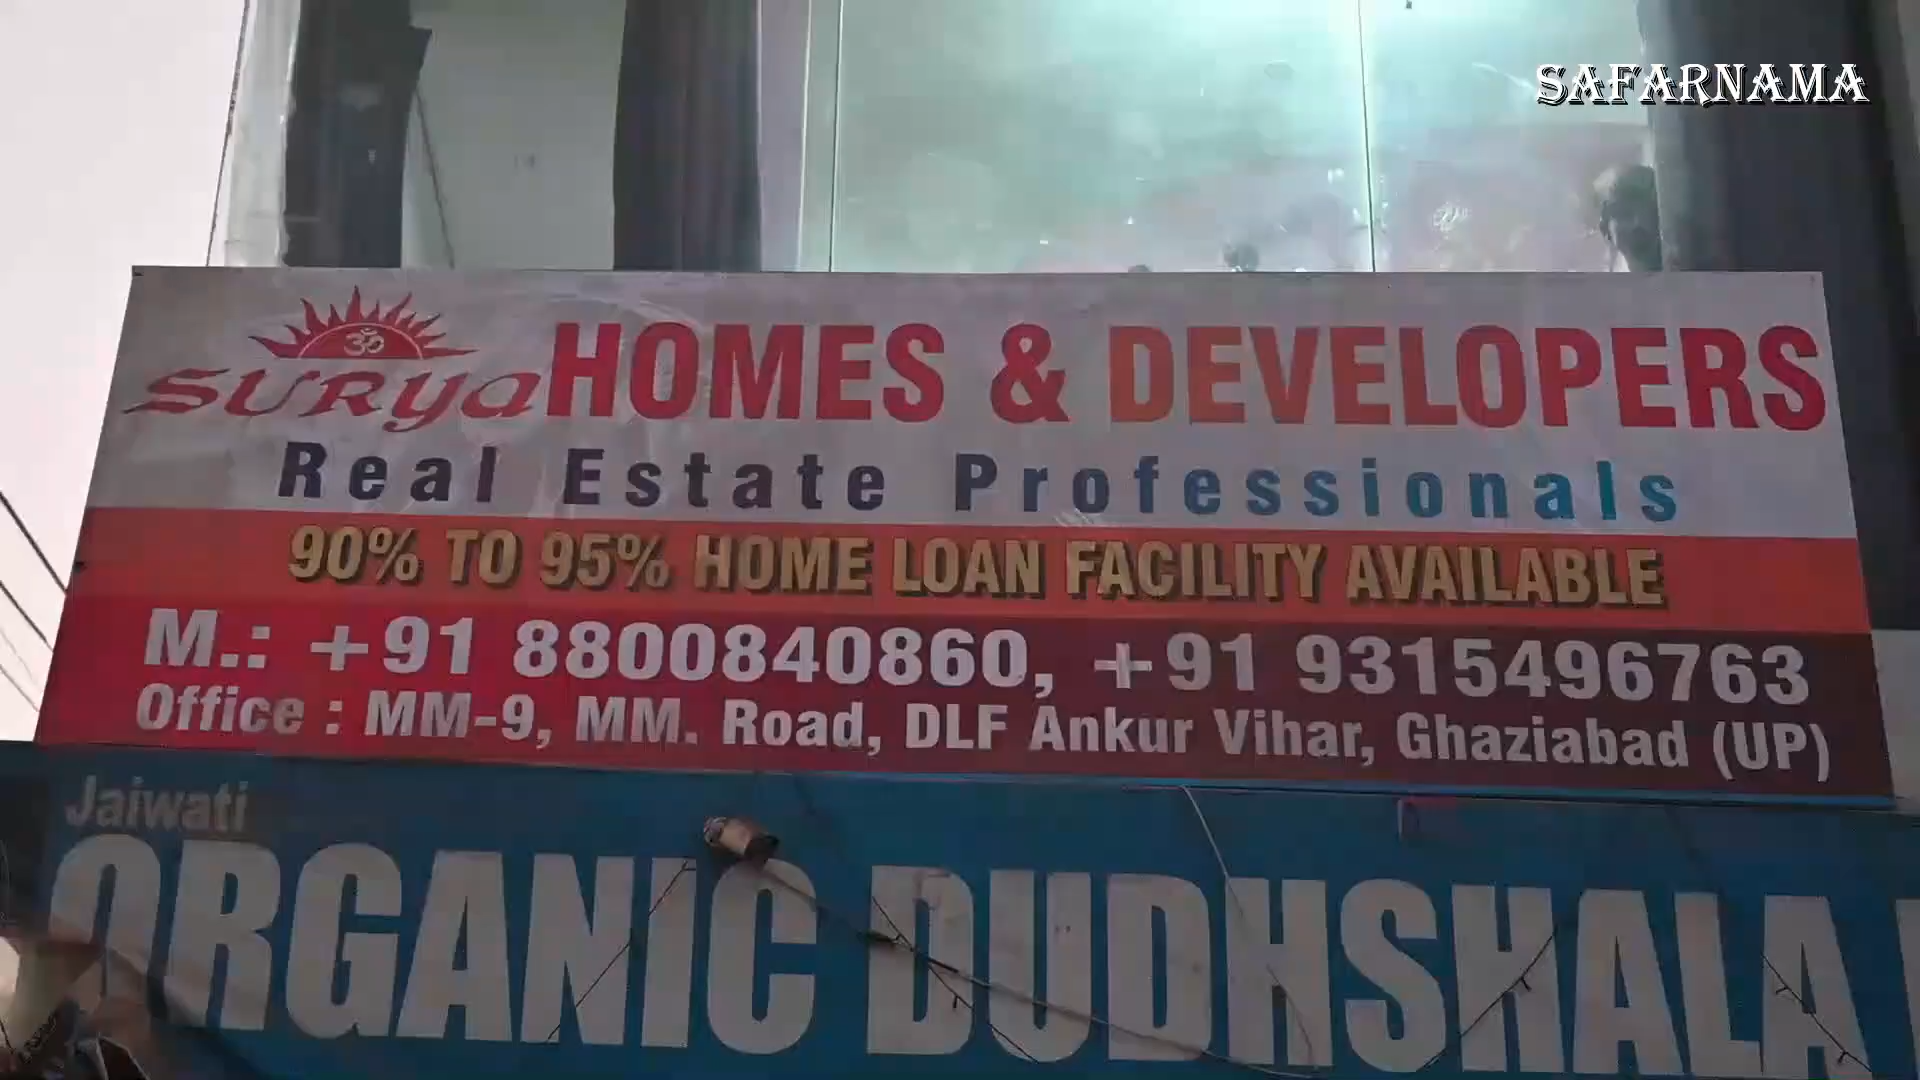 SAFARNAMA
ॐ
SURya HOMES & DEVELOPERS
Real Estate Professionals
90% TO 95% HOME LOAN FACILITY AVAILABLE
M.: +91 8800840860, +91 9315496763
Office : MM-9, MM. Road, DLF Ankur Vihar, Ghaziabad (UP)
Jaiwati
ORGANIC DUDHSHALA